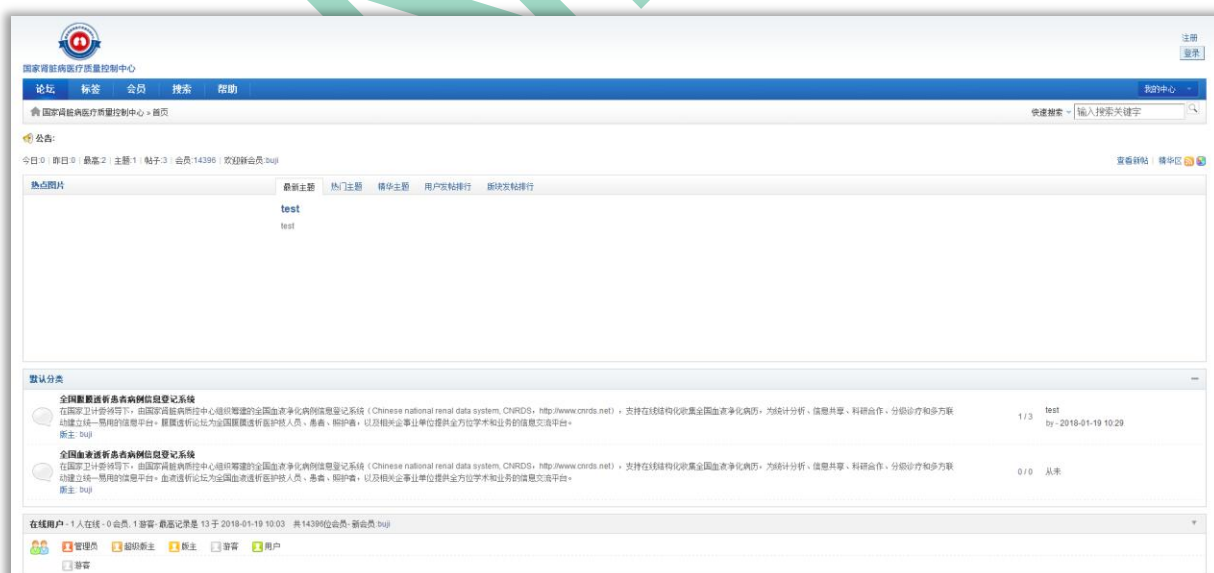 注册
登录
国家肾脏病医疗质量控制中心
论坛 标签 会员 搜索 帮助 我的中心
国家肾脏病医疗质量控制中心 » 首页 快速搜索 输入搜索关键字
公告:
今日:0 | 昨日:0 | 最高:2 | 主题:1 | 帖子:3 | 会员:14396 | 欢迎新会员:buji 查看新帖 | 精华区
热点图片 最新主题 热门主题 精华主题 用户发帖排行 版块发帖排行
test
test
默认分类
全国腹膜透析患者病例信息登记系统
在国家卫计委领导下，由国家肾脏病质控中心组织筹建的全国血液净化病例信息登记系统（Chinese national renal data system, CNRDS，http://www.cnrds.net），支持在线结构化收集全国血液净化病历，为统计分析、信息共享、科研合作、分级诊疗和多方联
动建立统一易用的信息平台。腹膜透析论坛为全国腹膜透析医护技人员、患者、照护者，以及相关企事业单位提供全方位学术和业务的信息交流平台。
版主: buji
1 / 3 test
by - 2018-01-19 10:29
全国血液透析患者病例信息登记系统
在国家卫计委领导下，由国家肾脏病质控中心组织筹建的全国血液净化病例信息登记系统（Chinese national renal data system, CNRDS，http://www.cnrds.net），支持在线结构化收集全国血液净化病历，为统计分析、信息共享、科研合作、分级诊疗和多方联
动建立统一易用的信息平台。血液透析论坛为全国血液透析医护技人员、患者、照护者，以及相关企事业单位提供全方位学术和业务的信息交流平台。
版主: buji
0 / 0 从未
在线用户 - 1 人在线 - 0 会员, 1 游客- 最高记录是 13 于 2018-01-19 10:03 共14396位会员- 新会员:buji
管理员 超级版主 版主 游客 用户
游客